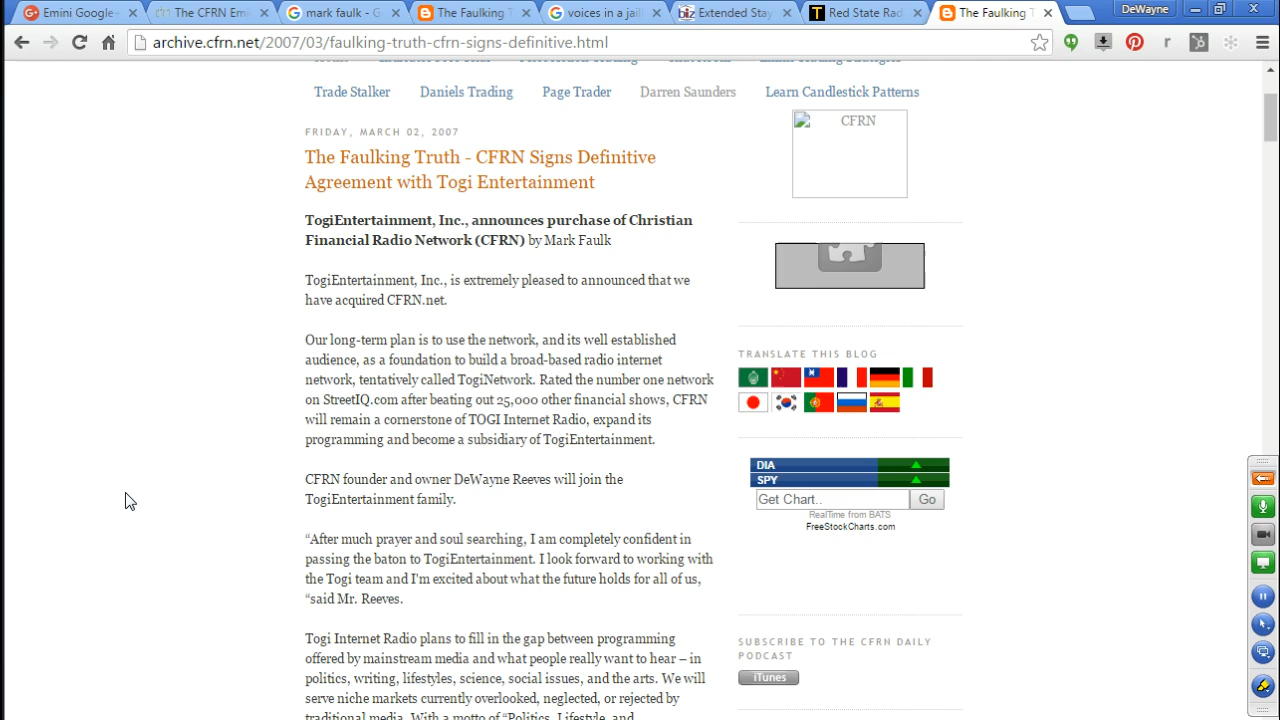 Emini Google+
The CFRN Emi
mark faulk - G
The Faulking T
voices in a jail
Extended Stay
Red State Rad
The Faulking T
DeWayne
archive.cfrn.net/2007/03/faulking-truth-cfrn-signs-definitive.html
Trade Stalker
Daniels Trading
Page Trader
Darren Saunders
Learn Candlestick Patterns
FRIDAY, MARCH 02, 2007
The Faulking Truth - CFRN Signs Definitive
Agreement with Togi Entertainment
TogiEntertainment, Inc., announces purchase of Christian
Financial Radio Network (CFRN) by Mark Faulk
TogiEntertainment, Inc., is extremely pleased to announced that we
have acquired CFRN.net.
Our long-term plan is to use the network, and its well established
audience, as a foundation to build a broad-based radio internet
network, tentatively called TogiNetwork. Rated the number one network
on StreetIQ.com after beating out 25,000 other financial shows, CFRN
will remain a cornerstone of TOGI Internet Radio, expand its
programming and become a subsidiary of TogiEntertainment.
CFRN founder and owner DeWayne Reeves will join the
TogiEntertainment family.
“After much prayer and soul searching, I am completely confident in
passing the baton to TogiEntertainment. I look forward to working with
the Togi team and I'm excited about what the future holds for all of us,
“said Mr. Reeves.
Togi Internet Radio plans to fill in the gap between programming
offered by mainstream media and what people really want to hear – in
politics, writing, lifestyles, science, social issues, and the arts. We will
serve niche markets currently overlooked, neglected, or rejected by
traditional media. With a motto of “Politics, Lifestyle, and
CFRN
TRANSLATE THIS BLOG
DIA
SPY
Get Chart..
Go
RealTime from BATS
FreeStockCharts.com
SUBSCRIBE TO THE CFRN DAILY
PODCAST
iTunes